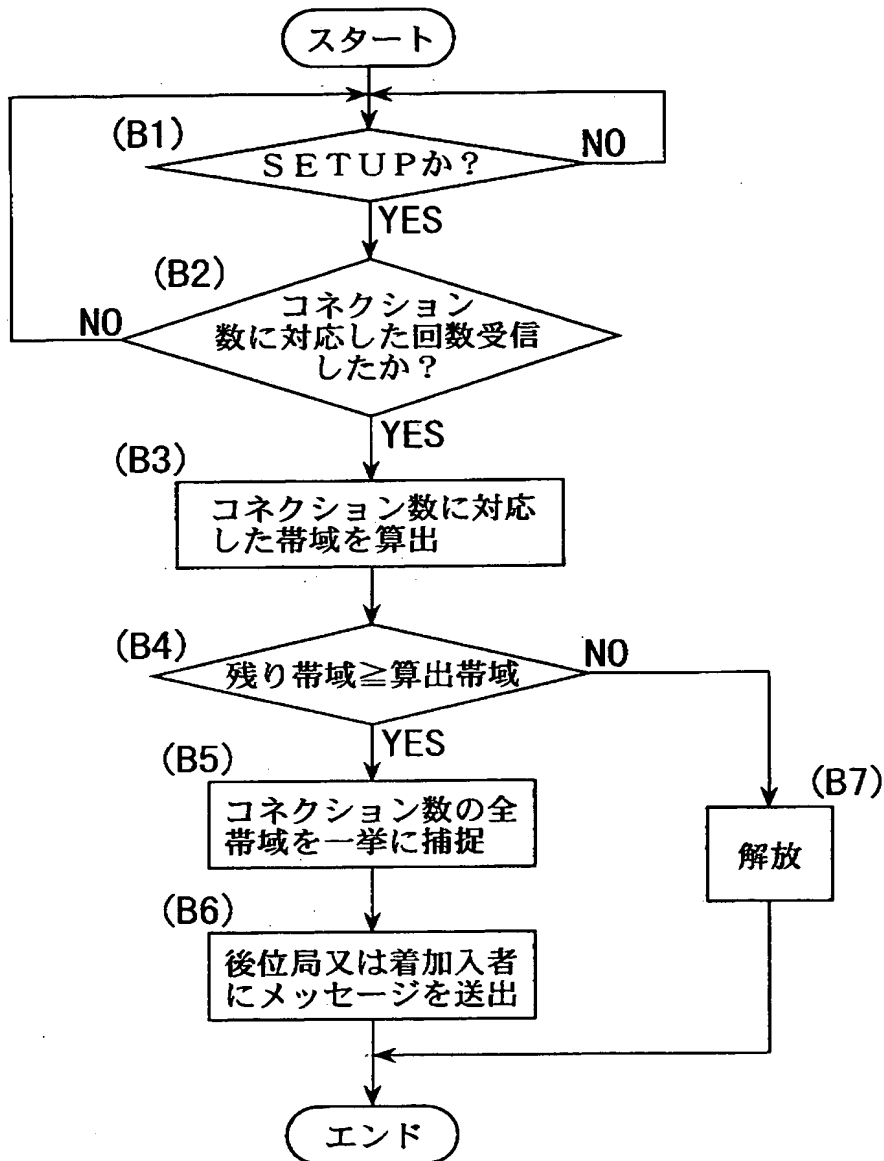 スタート
(B1)
SETUPか?
NO
YES
(B2)
コネクション
数に対応した回数受信
したか?
NO
YES
(B3)
コネクション数に対応
した帯域を算出
(B4)
残り帯域≧算出帯域
NO
YES
(B5)
コネクション数の全
帯域を一挙に捕捉
(B7)
解放
(B6)
後位局又は着加入者
にメッセージを送出
エンド